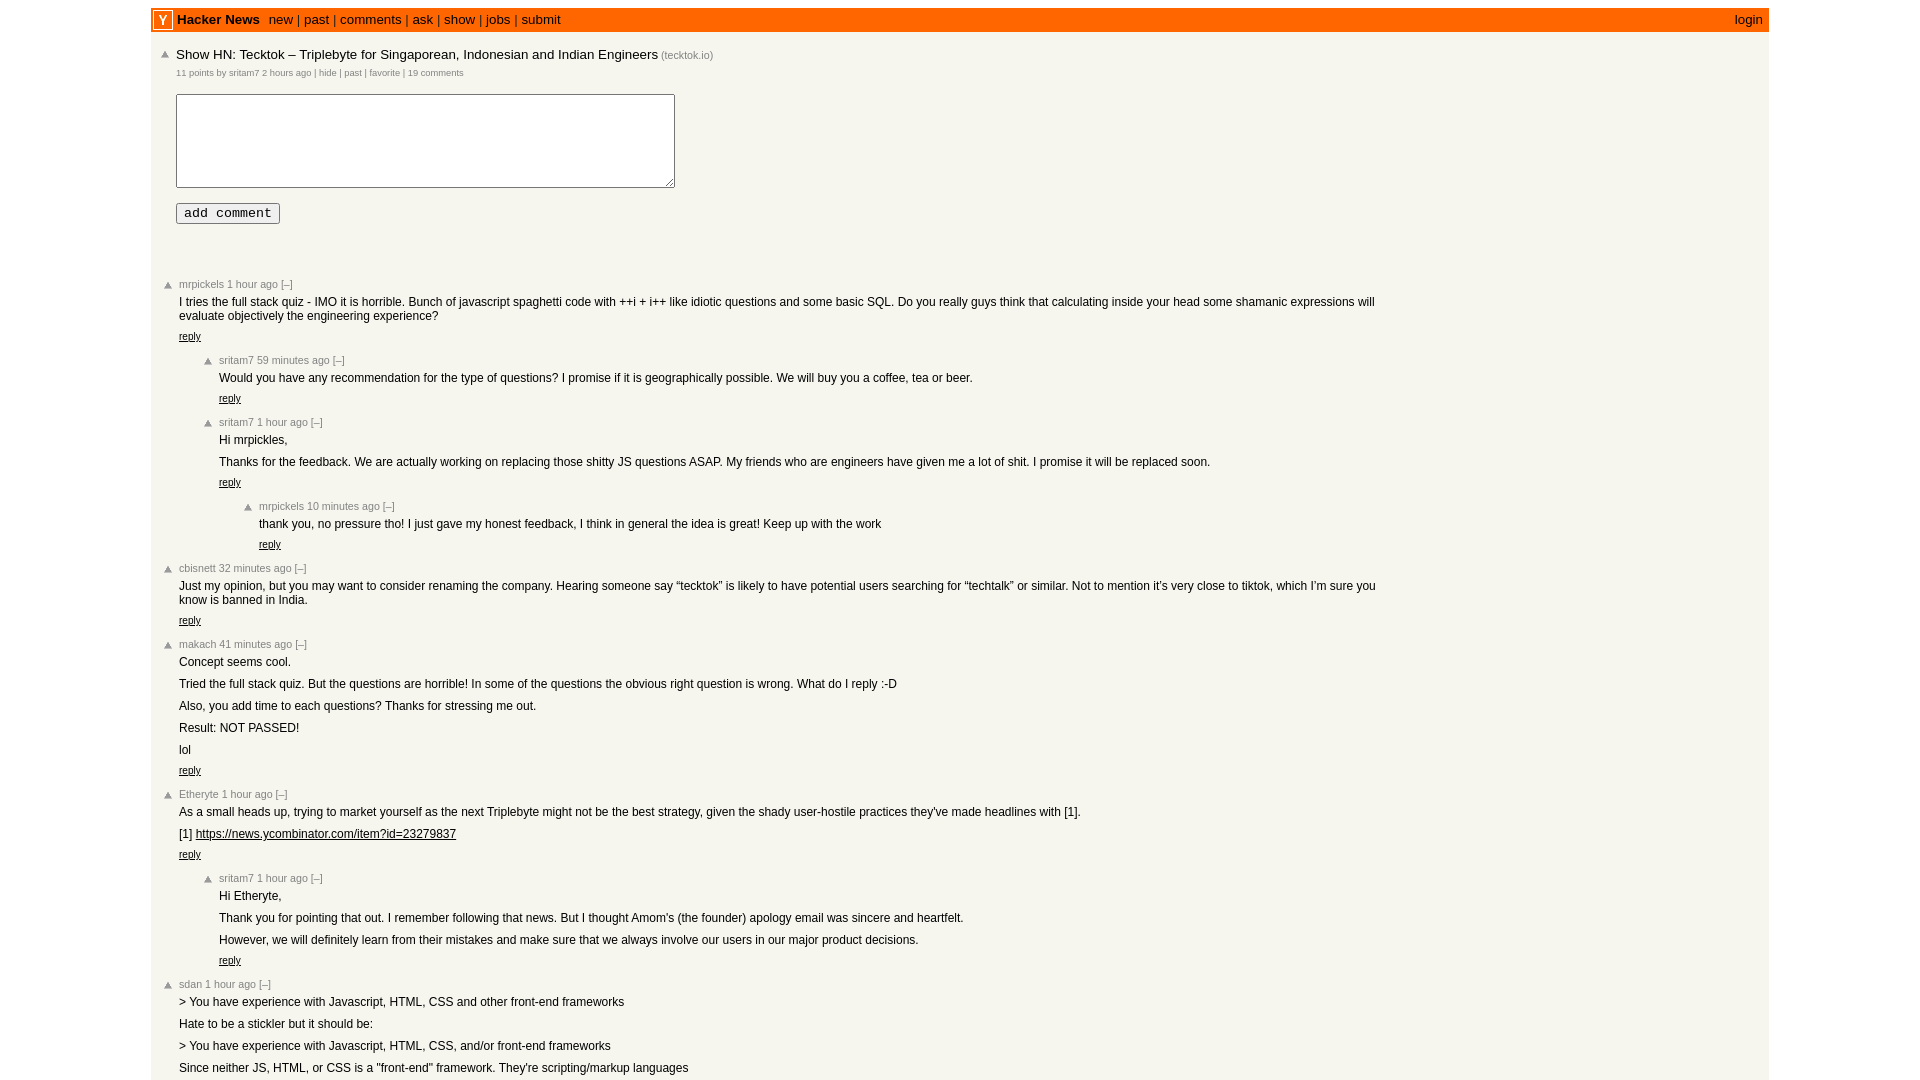 Y Hacker News new | past | comments | ask | show | jobs | submit login
Show HN: Tecktok – Triplebyte for Singaporean, Indonesian and Indian Engineers (tecktok.io)
11 points by sritam7 2 hours ago | hide | past | favorite | 19 comments
add comment
mrpickels 1 hour ago [–]
I tries the full stack quiz - IMO it is horrible. Bunch of javascript spaghetti code with ++i + i++ like idiotic questions and some basic SQL. Do you really guys think that calculating inside your head some shamanic expressions will
evaluate objectively the engineering experience?
reply
sritam7 59 minutes ago [–]
Would you have any recommendation for the type of questions? I promise if it is geographically possible. We will buy you a coffee, tea or beer.
reply
sritam7 1 hour ago [–]
Hi mrpickles,
Thanks for the feedback. We are actually working on replacing those shitty JS questions ASAP. My friends who are engineers have given me a lot of shit. I promise it will be replaced soon.
reply
mrpickels 10 minutes ago [–]
thank you, no pressure tho! I just gave my honest feedback, I think in general the idea is great! Keep up with the work
reply
cbisnett 32 minutes ago [–]
Just my opinion, but you may want to consider renaming the company. Hearing someone say “tecktok” is likely to have potential users searching for “techtalk” or similar. Not to mention it’s very close to tiktok, which I’m sure you
know is banned in India.
reply
makach 41 minutes ago [–]
Concept seems cool.
Tried the full stack quiz. But the questions are horrible! In some of the questions the obvious right question is wrong. What do I reply :-D
Also, you add time to each questions? Thanks for stressing me out.
Result: NOT PASSED!
lol
reply
Etheryte 1 hour ago [–]
As a small heads up, trying to market yourself as the next Triplebyte might not be the best strategy, given the shady user-hostile practices they've made headlines with [1].
[1] https://news.ycombinator.com/item?id=23279837
reply
sritam7 1 hour ago [–]
Hi Etheryte,
Thank you for pointing that out. I remember following that news. But I thought Amom's (the founder) apology email was sincere and heartfelt.
However, we will definitely learn from their mistakes and make sure that we always involve our users in our major product decisions.
reply
sdan 1 hour ago [–]
> You have experience with Javascript, HTML, CSS and other front-end frameworks
Hate to be a stickler but it should be:
> You have experience with Javascript, HTML, CSS, and/or front-end frameworks
Since neither JS, HTML, or CSS is a "front-end" framework. They're scripting/markup languages